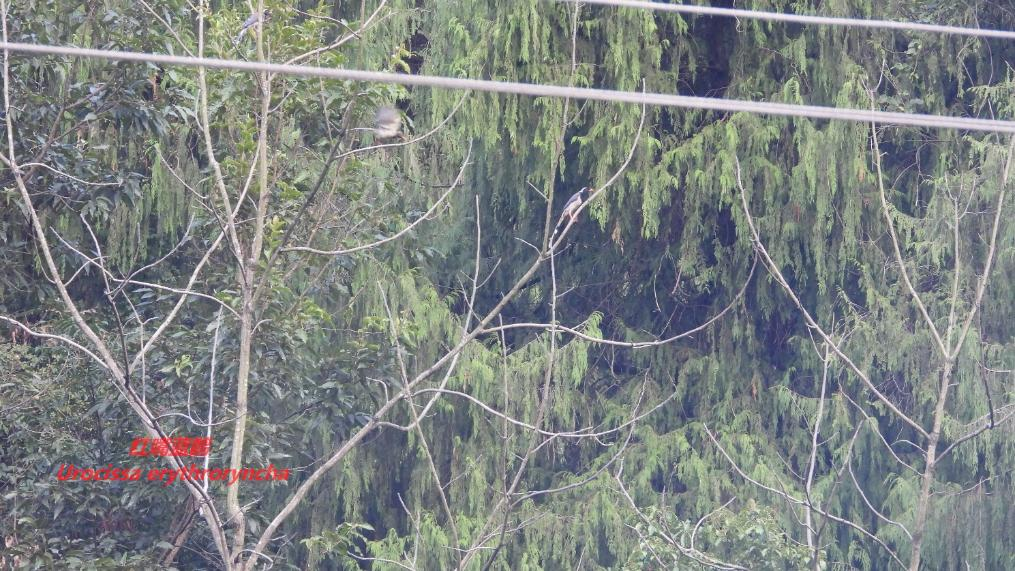 红嘴蓝鹊
Urocissa erythroryncha